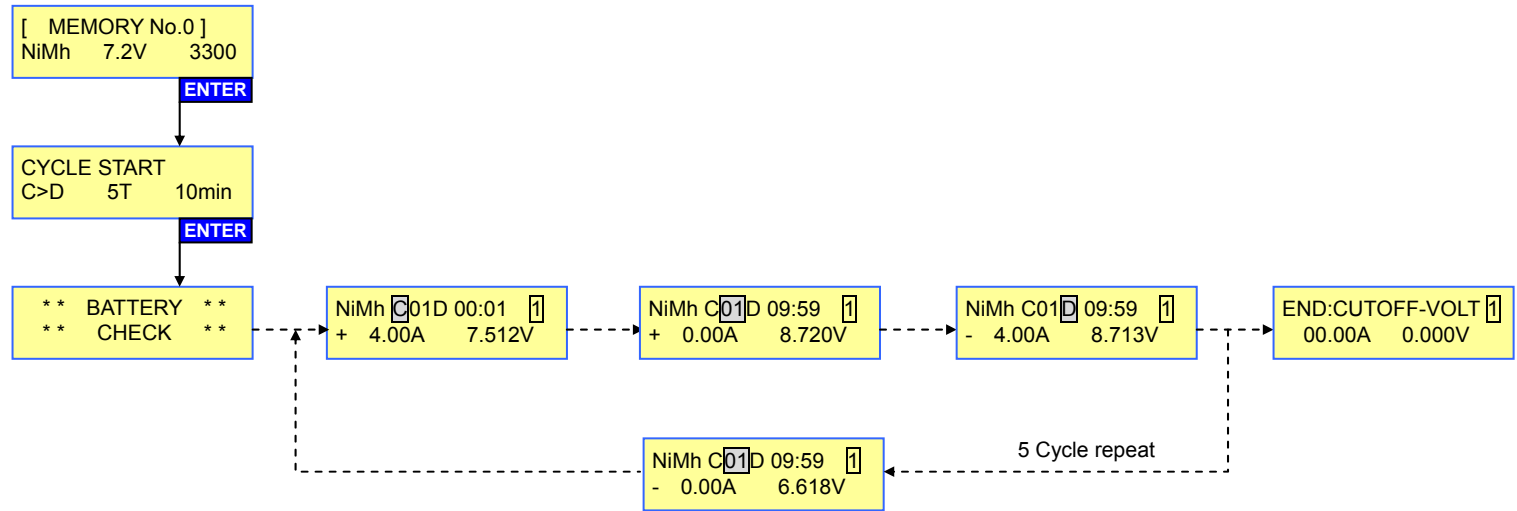 [ MEMORY No.0 ]
NiMh 7.2V 3300
ENTER
CYCLE START
C>D 5T 10min
ENTER
* * BATTERY * *
* * CHECK * *
NiMh C01D 00:01 1
+ 4.00A 7.512V
NiMh C01D 09:59 1
+ 0.00A 8.720V
NiMh C01D 09:59 1
- 4.00A 8.713V
END:CUTOFF-VOLT 1
00.00A 0.000V
5 Cycle repeat
NiMh C01D 09:59 1
- 0.00A 6.618V